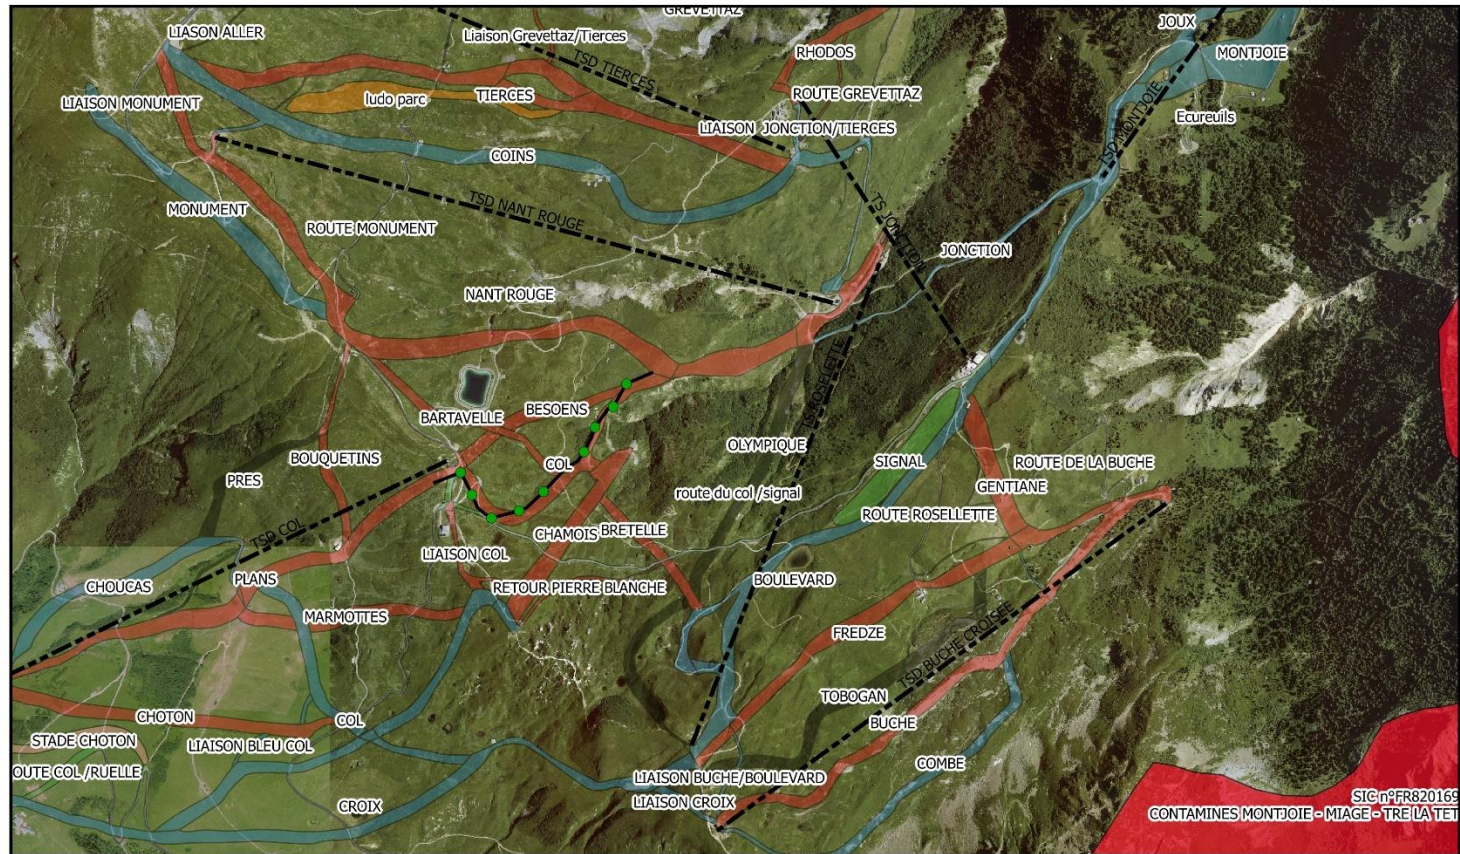 GREVETTAZ
LIASON ALLER
Liaison Grevettaz/Tierces
JOUX
RHODOS
MONTJOIE
TSD TIERCES
LIAISON MONUMENT
ludo parc
TIERCES
ROUTE GREVETTAZ
TSD MONTJOIE
Ecureuils
LIAISON JONCTION/TIERCES
COINS
MONUMENT
TSD NANT ROUGE
ROUTE MONUMENT
TS JONCTION
JONCTION
NANT ROUGE
TS ROSELETTE
BARTAVELLE
BESOENS
OLYMPIQUE
BOUQUETINS
COL
SIGNAL
ROUTE DE LA BUCHE
PRES
GENTIANE
route du col /signal
ROUTE ROSELLETTE
TSD COL
CHAMOIS
BRETELLE
LIAISON COL
CHOUCAS
PLANS
RETOUR PIERRE BLANCHE
BOULEVARD
MARMOTTES
FREDZE
TSD BUCHE CROISEE
TOBOGAN
CHOTON
COL
BUCHE
STADE CHOTON
LIAISON BLEU COL
COMBE
OUTE COL /RUELLE
LIAISON BUCHE/BOULEVARD
CROIX
LIAISON CROIX
SIC n°FR820169
CONTAMINES MONTJOIE - MIAGE - TRE LA TET